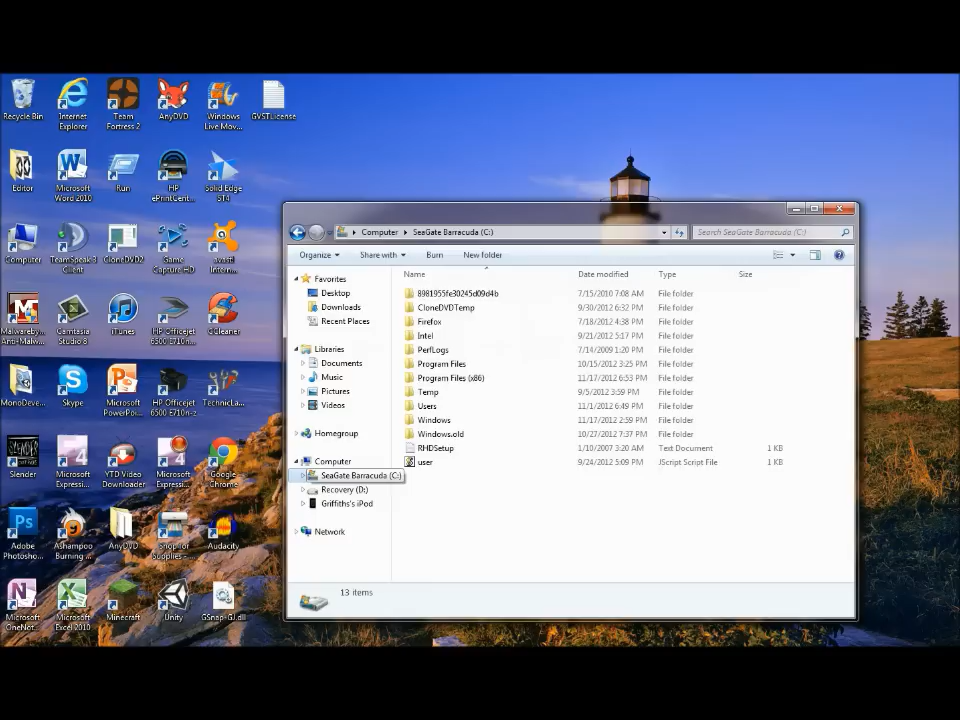 Recycle Bin
Internet
Explorer
Team
Fortress 2
AnyDVD
Windows
Live Mov...
GVSTLicense
Editor
Microsoft
Word 2010
Run
HP
ePrintCent...
Solid Edge
ST4
Computer
TeamSpeak 3
Client
CloneDVD2
Game
Capture HD
avast!
Intern...
Malwareby...
Anti-Malw...
Camtasia
Studio 8
iTunes
HP Officejet
6500 E710n...
CCleaner
MonoDeve...
Skype
Microsoft
PowerPoi...
HP Officejet
6500 E710n-z
TechnicLa...
Slender
Microsoft
Expressi...
YTD Video
Downloader
Microsoft
Expressi...
Google
Chrome
Adobe
Photosho...
Ashampoo
Burning ...
AnyDVD
Shop for
Supplies - ...
Audacity
Microsoft
OneNot...
Microsoft
Excel 2010
Minecraft
Unity
GSnap-GJ.dll
Computer
SeaGate Barracuda (C:)
Search SeaGate Barracuda (C:)
Organize
Share with
Burn
New folder
Name
Date modified
Type
Size
Favorites
Desktop
Downloads
Recent Places
Libraries
Documents
Music
Pictures
Videos
Homegroup
Computer
SeaGate Barracuda (C:)
Recovery (D:)
Griffiths's iPod
Network
8981955fe30245d09d4b 7/15/2010 7:08 AM File folder
CloneDVDTemp 9/30/2012 6:32 PM File folder
Firefox 7/18/2012 4:38 PM File folder
Intel 9/21/2012 5:17 PM File folder
PerfLogs 7/14/2009 1:20 PM File folder
Program Files 10/15/2012 3:25 PM File folder
Program Files (x86) 11/17/2012 6:53 PM File folder
Temp 9/5/2012 3:59 PM File folder
Users 11/1/2012 6:49 PM File folder
Windows 11/17/2012 2:59 PM File folder
Windows.old 10/27/2012 7:37 PM File folder
RHDSetup 1/10/2007 3:20 AM Text Document 1 KB
user 9/24/2012 5:09 PM JScript Script File 1 KB
13 items